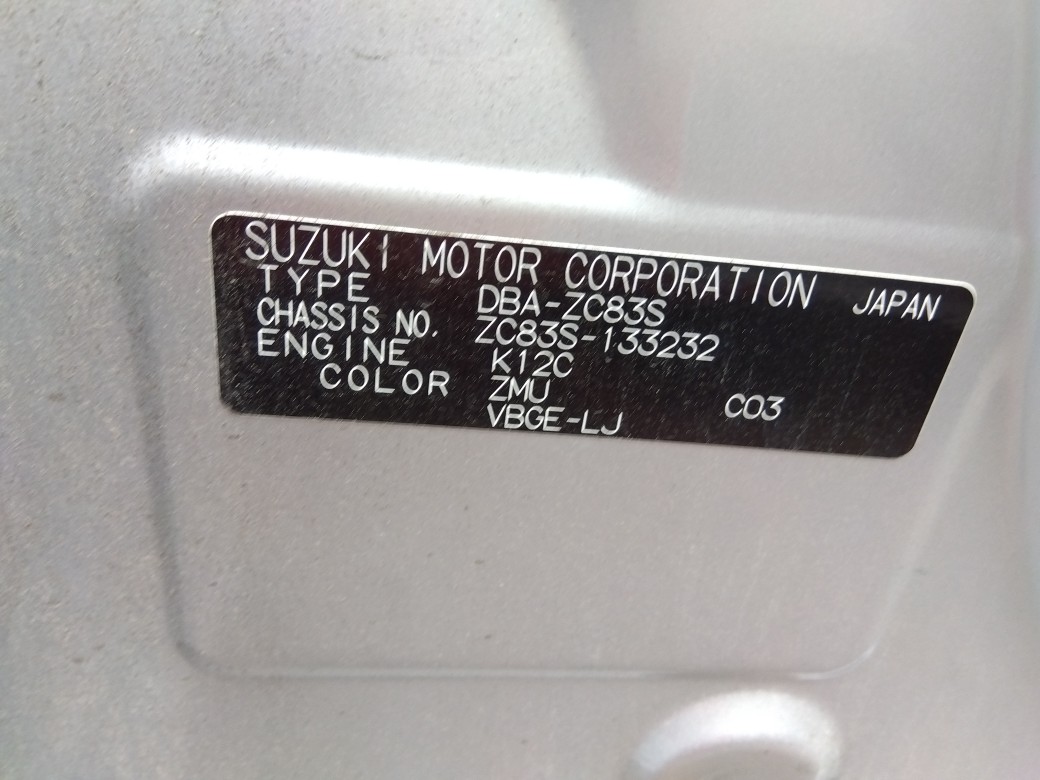 SUZUKI MOTOR CORPORATION JAPAN
TYPE DBA-ZC83S
CHASSIS NO. ZC83S-133232
ENGINE K12C
COLOR ZMU C03
VBGE-LJ